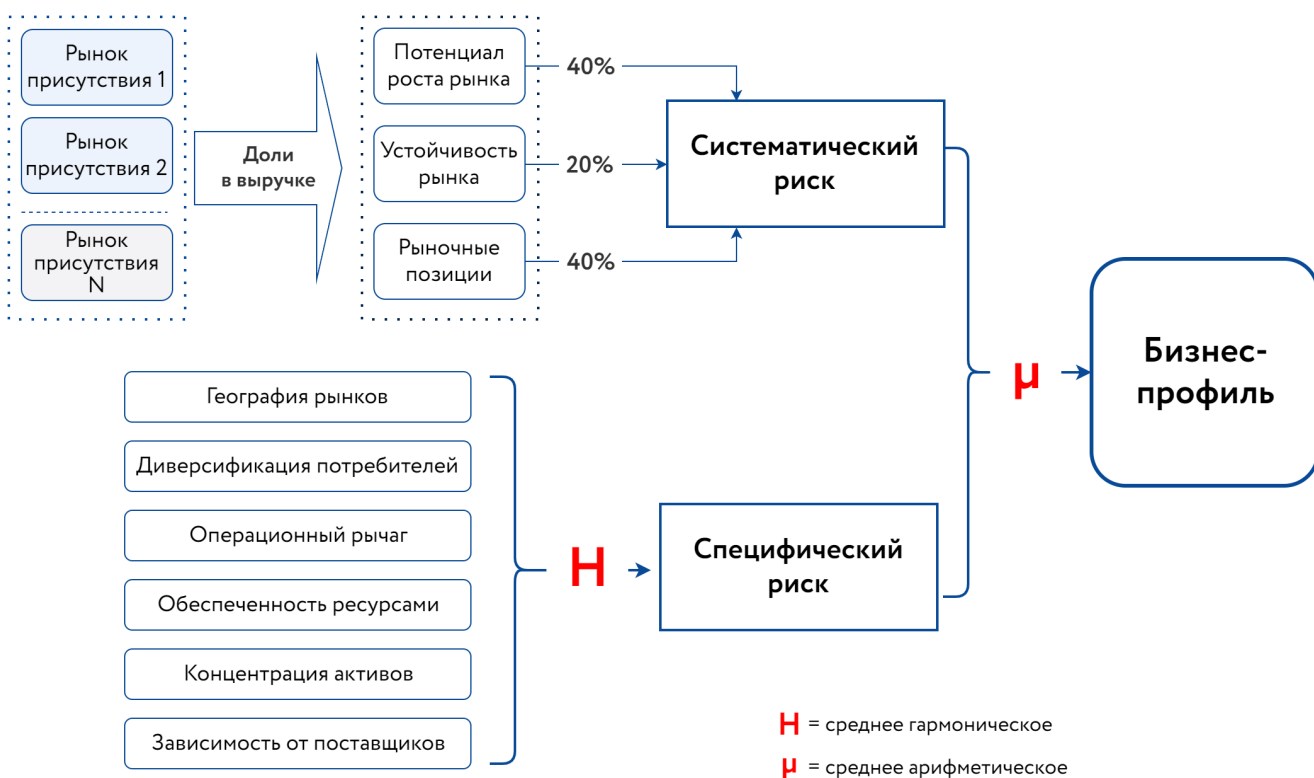 Рынок
присутствия 1
Рынок
присутствия 2
Рынок
присутствия
N
Доли
в выручке
Потенциал
роста рынка
40%
Устойчивость
рынка
20%
Рыночные
позиции
40%
Систематический
риск
География рынков
Диверсификация потребителей
Операционный рычаг
Обеспеченность ресурсами
Концентрация активов
Зависимость от поставщиков
H
Специфический
риск
μ
Бизнес-
профиль
H = среднее гармоническое
μ = среднее арифметическое